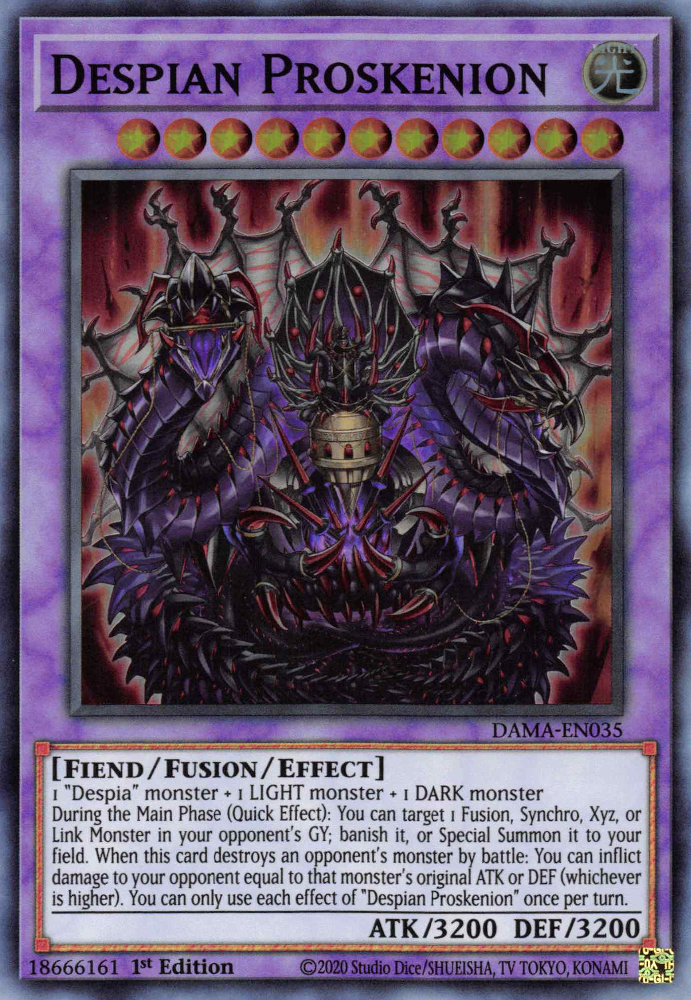 Despian Proskenion
LIGHT
光
DAMA-EN035
[Fiend/Fusion/Effect]
1 "Despia" monster + 1 LIGHT monster + 1 DARK monster
During the Main Phase (Quick Effect): You can target 1 Fusion, Synchro, Xyz, or
Link Monster in your opponent's GY; banish it, or Special Summon it to your
field. When this card destroys an opponent's monster by battle: You can inflict
damage to your opponent equal to that monster's original ATK or DEF (whichever
is higher). You can only use each effect of "Despian Proskenion" once per turn.
ATK/3200 DEF/3200
18666161 1st Edition ©2020 Studio Dice/SHUEISHA, TV TOKYO, KONAMI